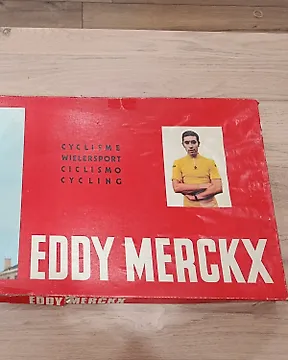 CYCLISME
WIELERSPORT
CICLISMO
CYCLING
EDDY MERCKX
EDDY MERCKX